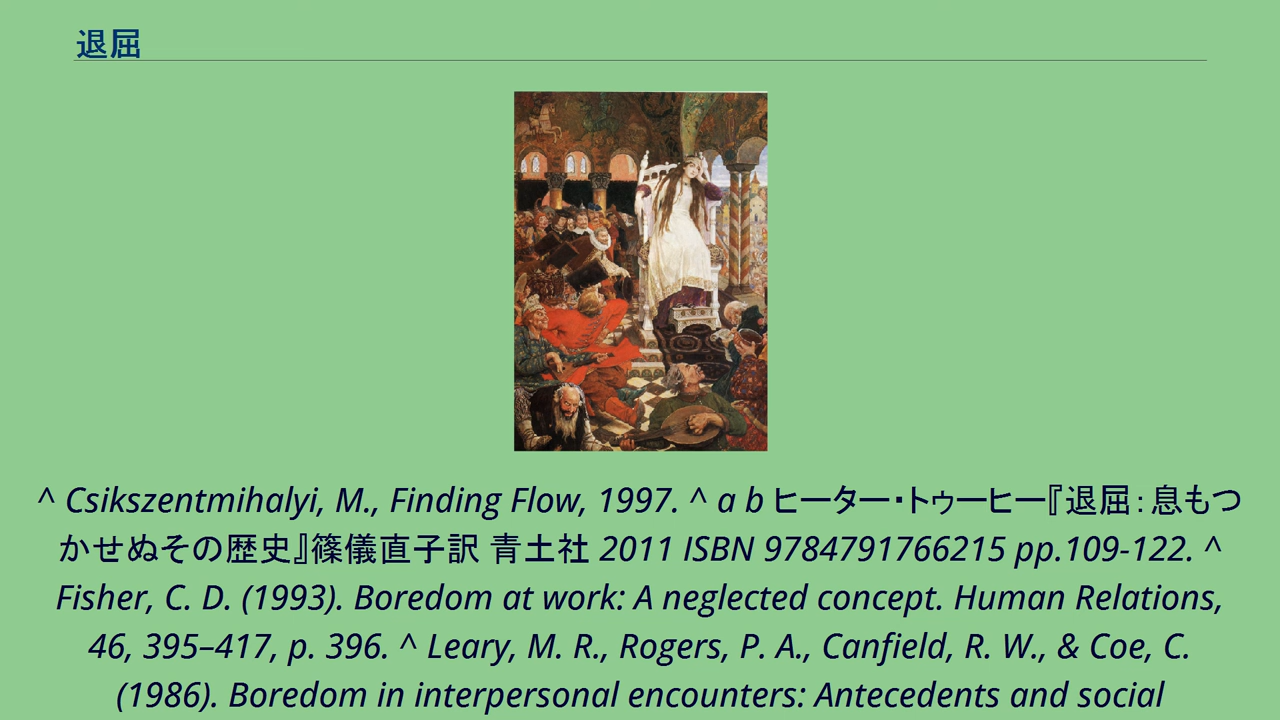 退屈
^ Csikszentmihalyi, M., Finding Flow, 1997. ^ a b ヒーター・トゥーヒー『退屈：息もつ
かせぬその歴史』篠儀直子訳 青土社 2011 ISBN 9784791766215 pp.109-122. ^
Fisher, C. D. (1993). Boredom at work: A neglected concept. Human Relations,
46, 395–417, p. 396. ^ Leary, M. R., Rogers, P. A., Canfield, R. W., & Coe, C.
(1986). Boredom in interpersonal encounters: Antecedents and social